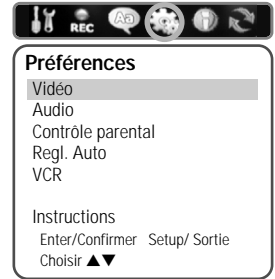 REC
Préférences
Vidéo
Audio
Contrôle parental
Regl. Auto
VCR
Instructions
Enter/Confirmer Setup/ Sortie
Choisir ▲▼